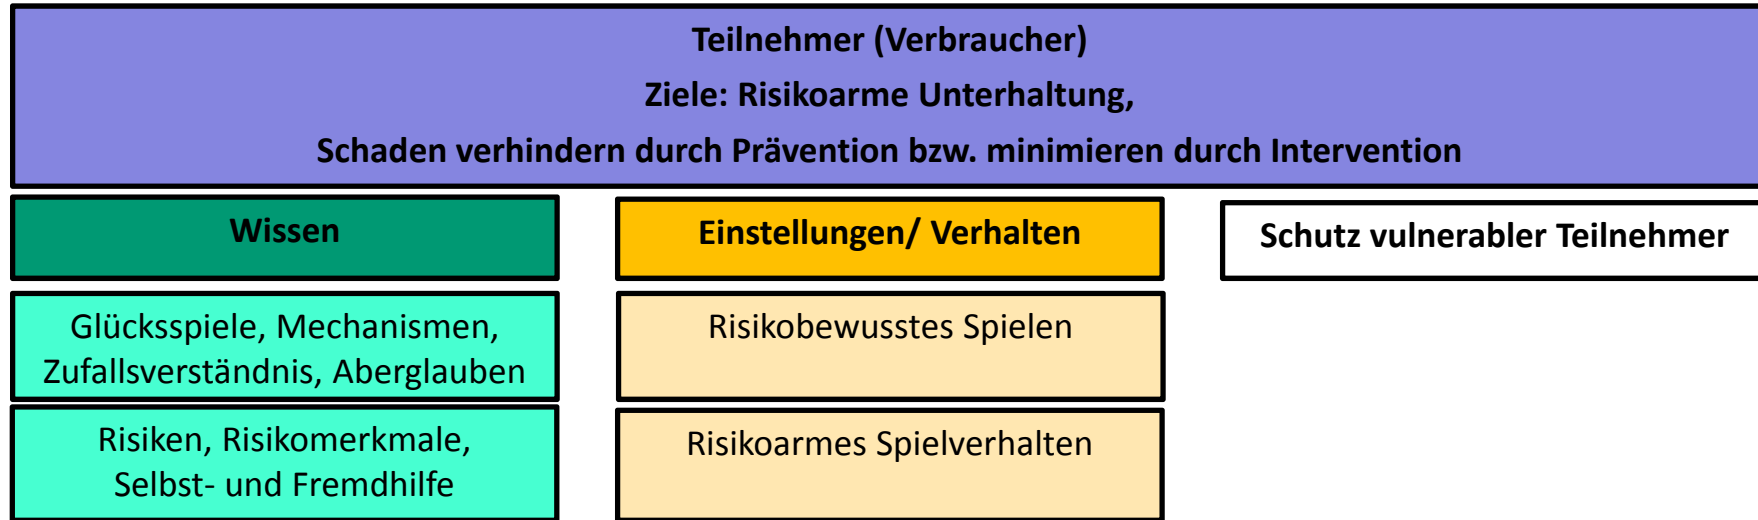 Teilnehmer (Verbraucher)
Ziele: Risikoarme Unterhaltung,
Schaden verhindern durch Prävention bzw. minimieren durch Intervention
Wissen
Einstellungen/ Verhalten
Schutz vulnerabler Teilnehmer
Glücksspiele, Mechanismen,
Zufallsverständnis, Aberglauben
Risikobewusstes Spielen
Risiken, Risikomerkmale,
Selbst- und Fremdhilfe
Risikoarmes Spielverhalten